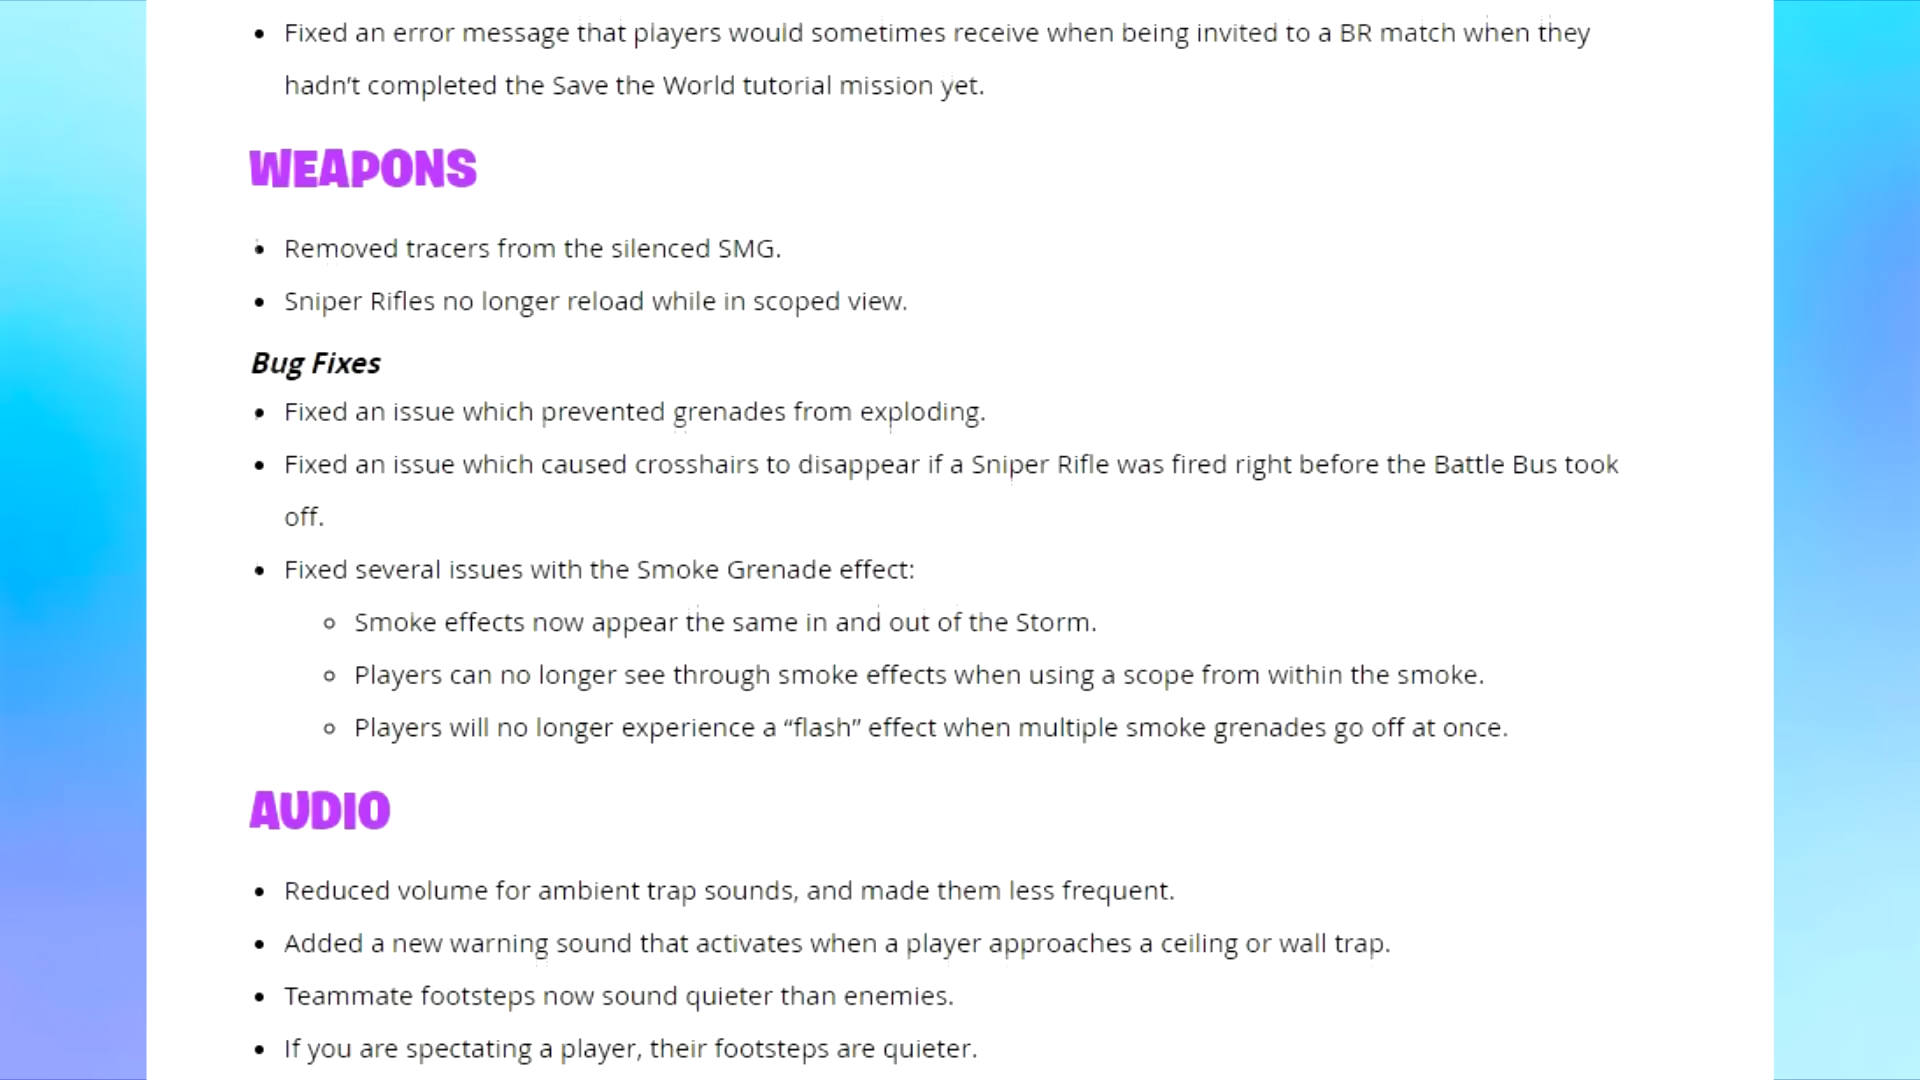 • Fixed an error message that players would sometimes receive when being invited to a BR match when they
hadn’t completed the Save the World tutorial mission yet.
WEAPONS
• Removed tracers from the silenced SMG.
• Sniper Rifles no longer reload while in scoped view.
Bug Fixes
• Fixed an issue which prevented grenades from exploding.
• Fixed an issue which caused crosshairs to disappear if a Sniper Rifle was fired right before the Battle Bus took
off.
• Fixed several issues with the Smoke Grenade effect:
◦ Smoke effects now appear the same in and out of the Storm.
◦ Players can no longer see through smoke effects when using a scope from within the smoke.
◦ Players will no longer experience a “flash” effect when multiple smoke grenades go off at once.
AUDIO
• Reduced volume for ambient trap sounds, and made them less frequent.
• Added a new warning sound that activates when a player approaches a ceiling or wall trap.
• Teammate footsteps now sound quieter than enemies.
• If you are spectating a player, their footsteps are quieter.